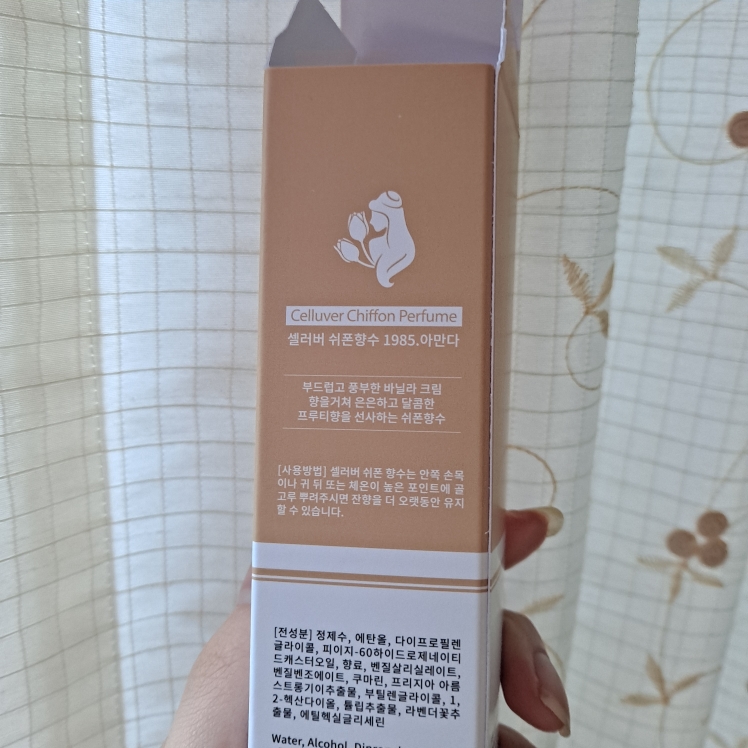 Celluver Chiffon Perfume
셀러버 쉬폰향수 1985.아만다
부드럽고 풍부한 바닐라 크림
향을거쳐 은은하고 달콤한
프루티향을 선사하는 쉬폰향수
[사용방법] 셀러버 쉬폰 향수는 안쪽 손목
이나 귀 뒤 또는 체온이 높은 포인트에 골
고루 뿌려주시면 잔향을 더 오랫동안 유지
할 수 있습니다.
[전성분] 정제수, 에탄올, 다이프로필렌
글라이콜, 피이지-60하이드로제네이티
드캐스터오일, 향료, 벤질살리실레이트,
벤질벤조에이트, 쿠마린, 프리지아 아름
스트롱기이추출물, 부틸렌글라이콜, 1,
2-헥산다이올, 튤립추출물, 라벤더꽃추
출물, 에틸헥실글리세린
Water, Alcohol,